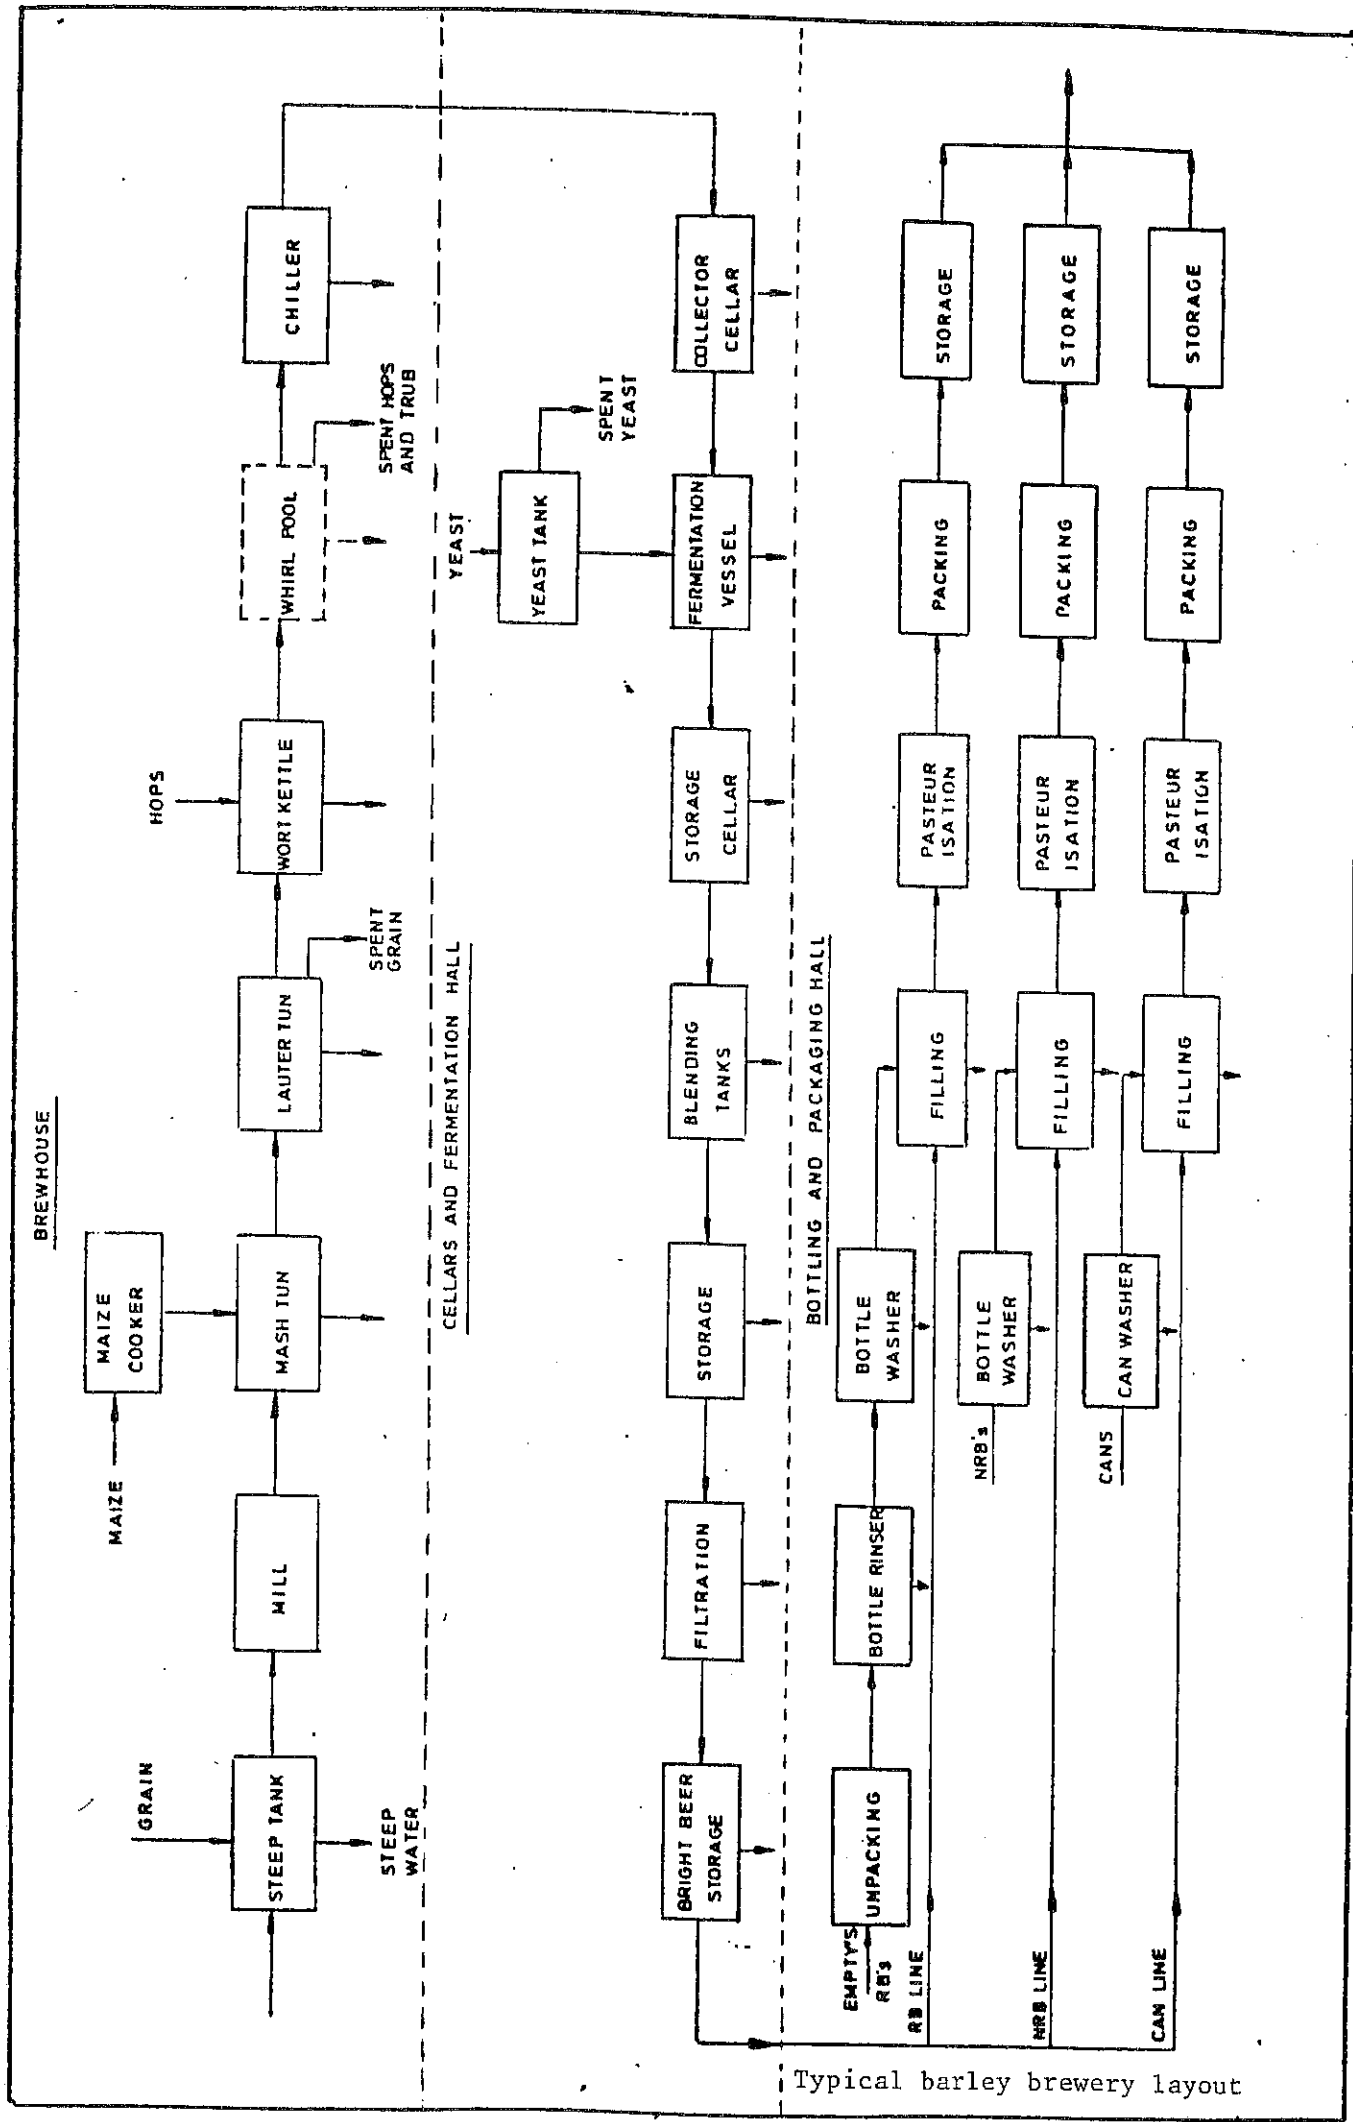 BREWHOUSE
GRAIN
STEEP TANK
STEEP
WATER
MILL
MAIZE
MAIZE
COOKER
MASH TUN
LAUTER TUN
SPENT
GRAIN
HOPS
WORT KETTLE
WHIRL POOL
SPENT HOPS
AND TRUB
CHILLER
CELLARS AND FERMENTATION HALL
YEAST
YEAST TANK
SPENT
YEAST
COLLECTOR
CELLAR
FERMENTATION
VESSEL
STORAGE
CELLAR
BLENDING
TANKS
STORAGE
FILTRATION
BRIGHT BEER
STORAGE
BOTTLING AND PACKAGING HALL
EMPTY'S
RB's
UNPACKING
BOTTLE RINSER
BOTTLE
WASHER
RB LINE
FILLING
PASTEUR
ISATION
PACKING
STORAGE
NRB's
BOTTLE
WASHER
NRB LINE
FILLING
PASTEUR
ISATION
PACKING
STORAGE
CANS
CAN WASHER
CAN LINE
FILLING
PASTEUR
ISATION
PACKING
STORAGE
Typical barley brewery layout